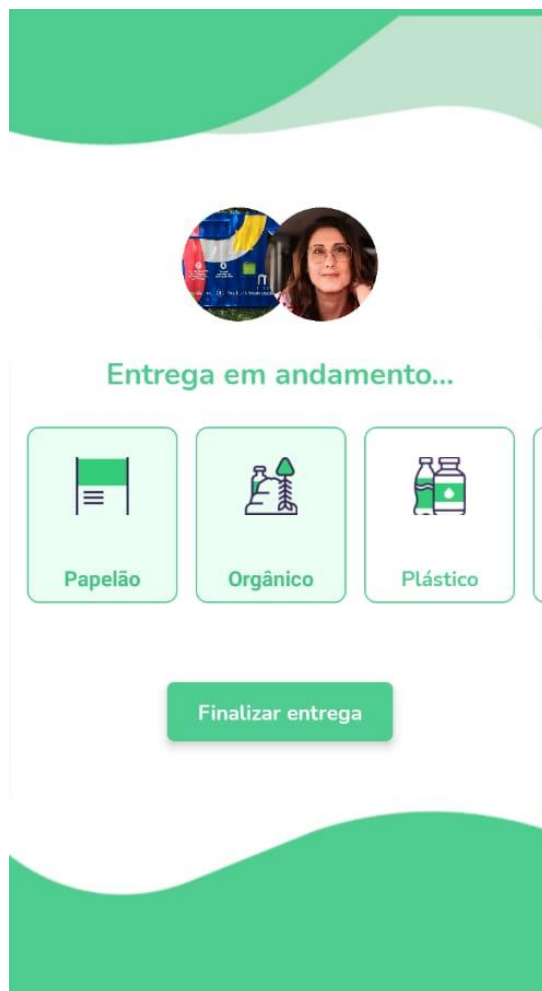 Entrega em andamento...
Papelão
Orgânico
Plástico
Finalizar entrega